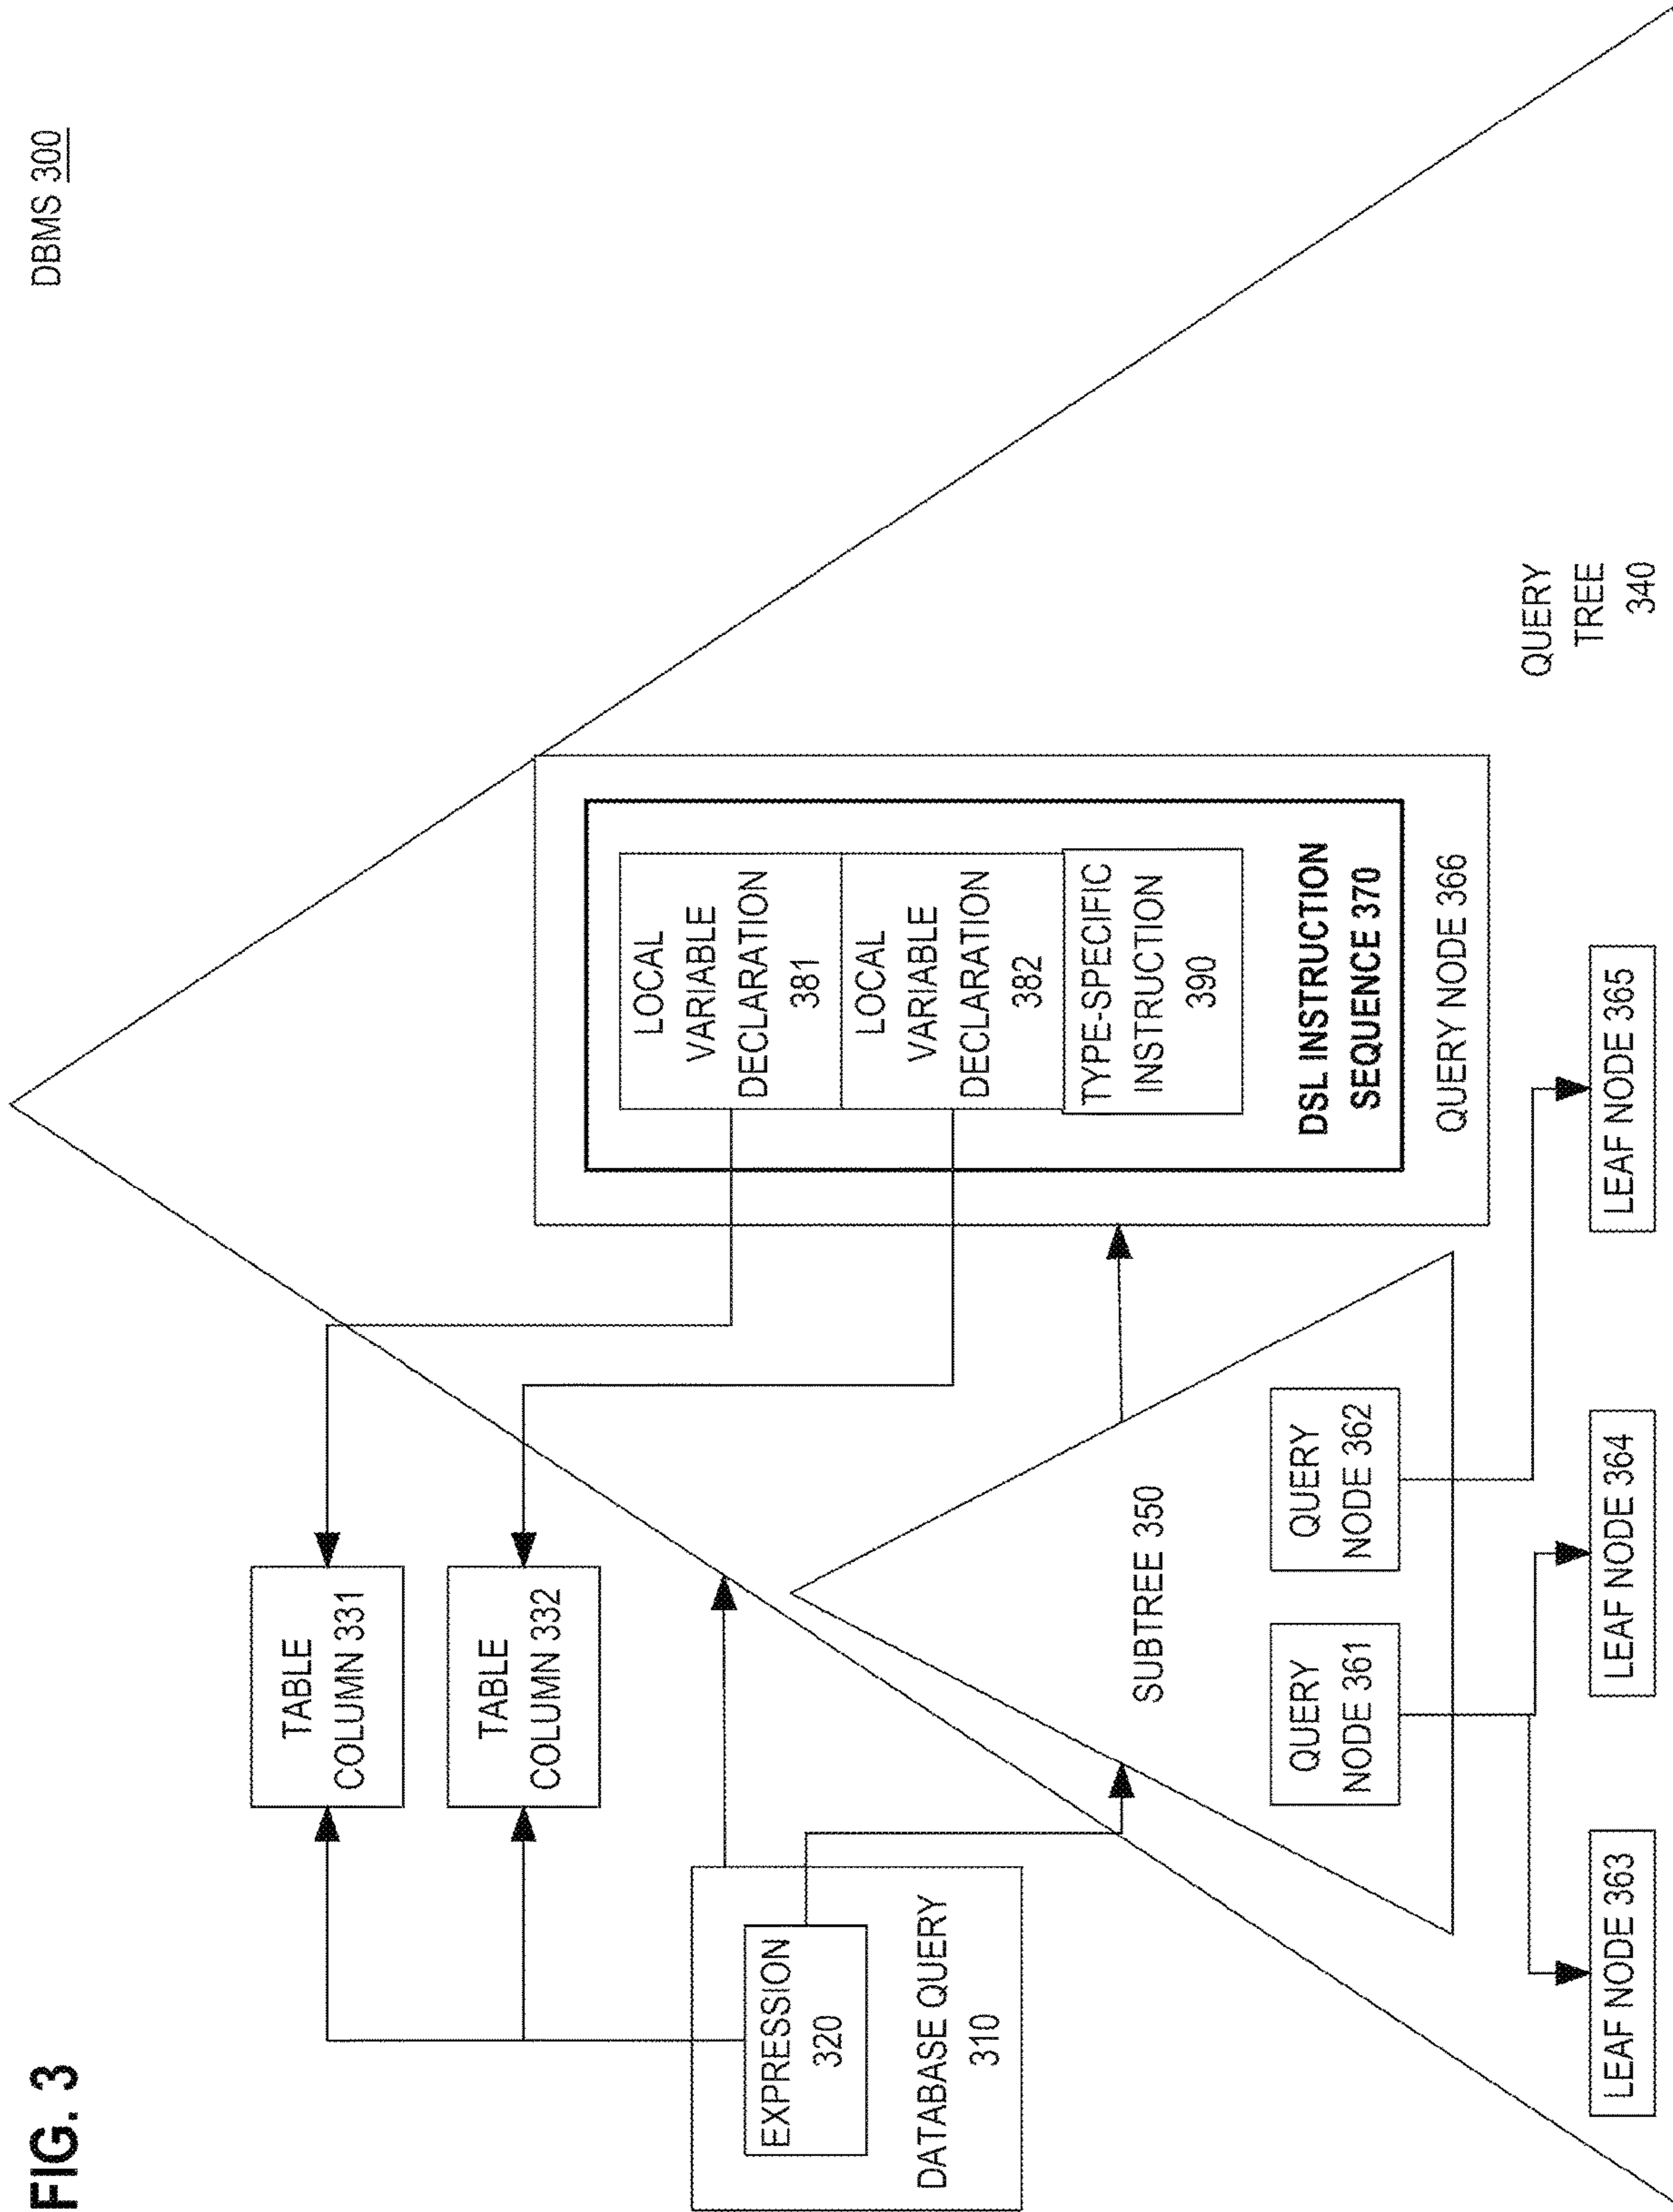 FIG. 3
DBMS 300
TABLE
COLUMN 331
TABLE
COLUMN 332
EXPRESSION
320
DATABASE QUERY
310
LOCAL
VARIABLE
DECLARATION
381
LOCAL
VARIABLE
DECLARATION
382
TYPE-SPECIFIC
INSTRUCTION
390
DSL INSTRUCTION
SEQUENCE 370
QUERY NODE 366
SUBTREE 350
QUERY
NODE 361
QUERY
NODE 362
QUERY
TREE
340
LEAF NODE 363
LEAF NODE 364
LEAF NODE 365